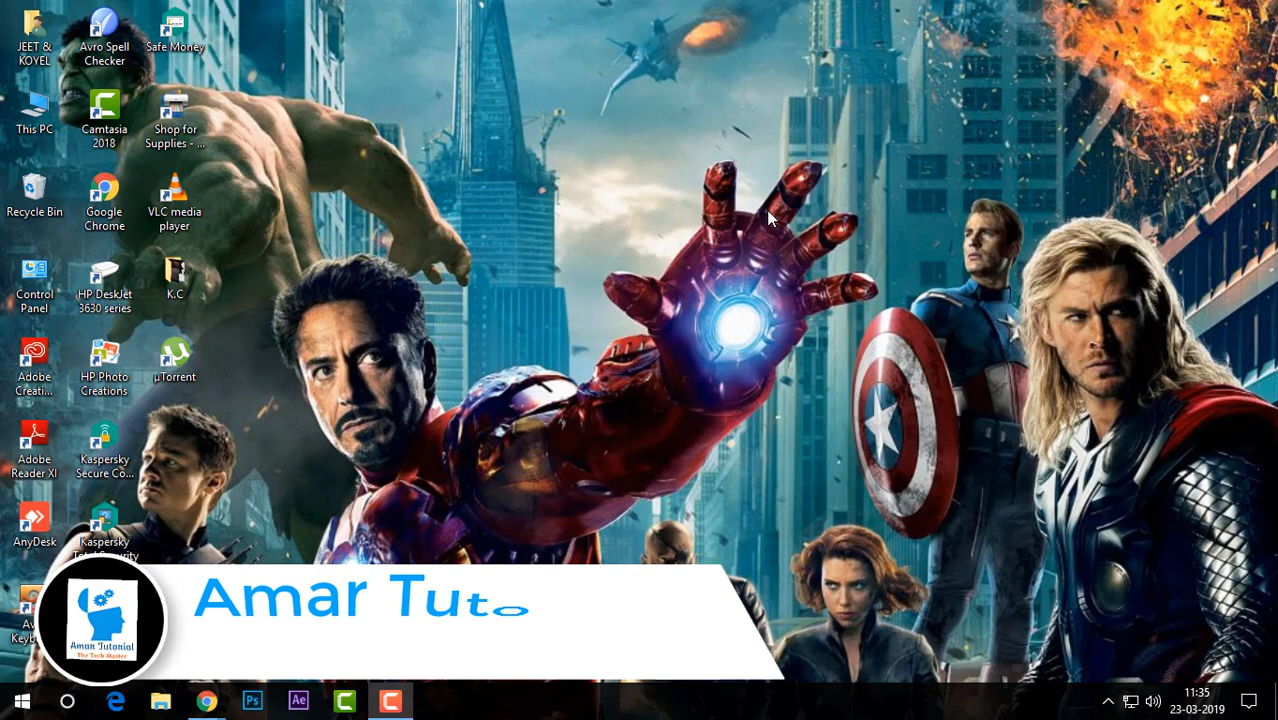 JEET &
KOYEL
Avro Spell
Checker
Safe Money
This PC
Camtasia
2018
Shop for
Supplies - ...
Recycle Bin
Google
Chrome
VLC media
player
Control
Panel
HP DeskJet
3630 series
K.C
Adobe
Creati...
HP Photo
Creations
µTorrent
Adobe
Reader XI
Kaspersky
Secure Co...
AnyDesk
Kaspersky
Amar Tuto
Amar Tutorial
The Tech Master
Ps
Ae
11:35
23-03-2019